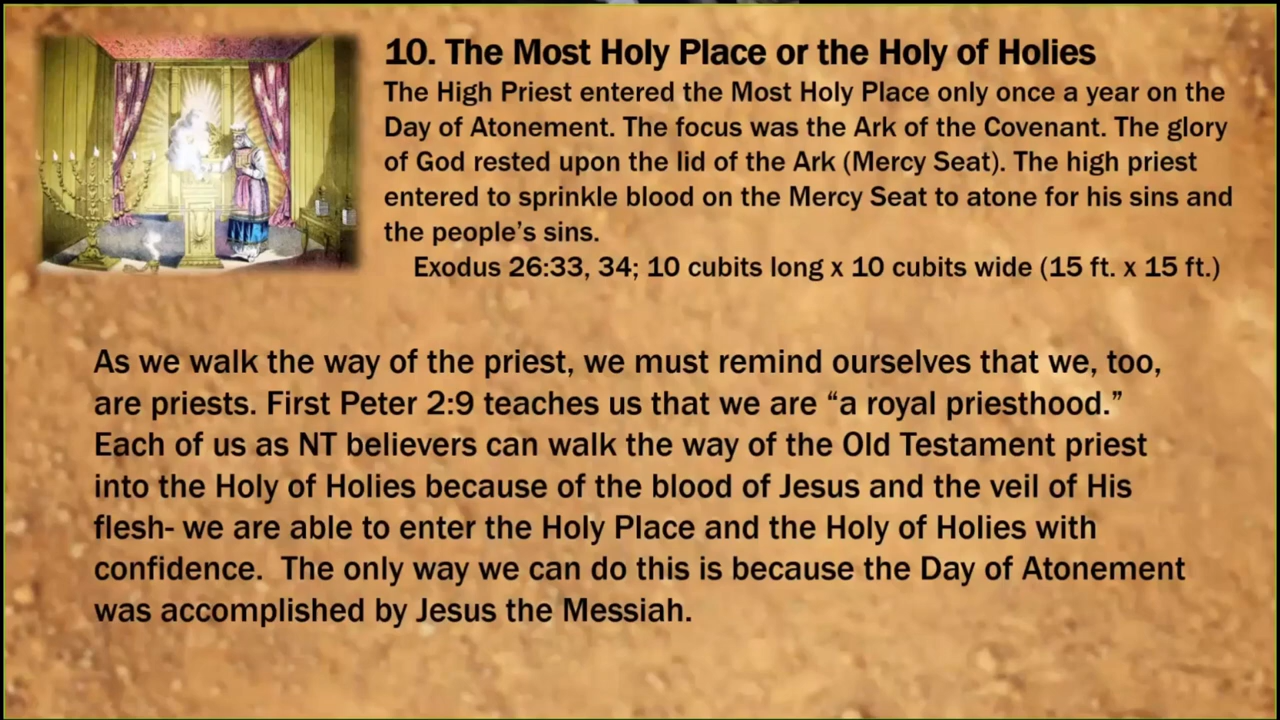 10. The Most Holy Place or the Holy of Holies
The High Priest entered the Most Holy Place only once a year on the
Day of Atonement. The focus was the Ark of the Covenant. The glory
of God rested upon the lid of the Ark (Mercy Seat). The high priest
entered to sprinkle blood on the Mercy Seat to atone for his sins and
the people’s sins.
Exodus 26:33, 34; 10 cubits long x 10 cubits wide (15 ft. x 15 ft.)
As we walk the way of the priest, we must remind ourselves that we, too,
are priests. First Peter 2:9 teaches us that we are “a royal priesthood.”
Each of us as NT believers can walk the way of the Old Testament priest
into the Holy of Holies because of the blood of Jesus and the veil of His
flesh- we are able to enter the Holy Place and the Holy of Holies with
confidence.  The only way we can do this is because the Day of Atonement
was accomplished by Jesus the Messiah.